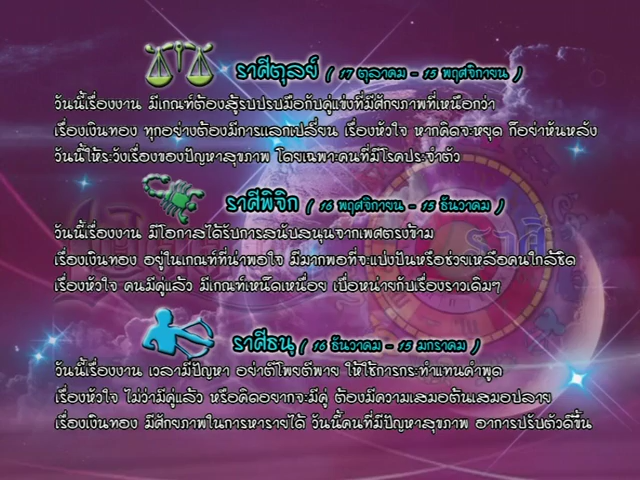 ราศีตุลย์ ( 17 ตุลาคม - 15 พฤศจิกายน )
วันนี้เรื่องงาน มีเกณฑ์ต้องสู้รบปรบมือกับคู่แข่งที่มีศักยภาพที่เหนือกว่า
เรื่องเงินทอง ทุกอย่างต้องมีการแลกเปลี่ยน เรื่องหัวใจ หากคิดจะหยุด ก็อย่าหันหลัง
วันนี้ให้ระวังเรื่องของปัญหาสุขภาพ โดยเฉพาะคนที่มีโรคประจำตัว
ราศีพิจิก ( 16 พฤศจิกายน - 15 ธันวาคม )
วันนี้เรื่องงาน มีโอกาสได้รับการสนับสนุนจากเพศตรงข้าม
เรื่องเงินทอง อยู่ในเกณฑ์ที่น่าพอใจ มีมากพอที่จะแบ่งปันหรือช่วยเหลือคนใกล้ชิด
เรื่องหัวใจ คนมีคู่แล้ว มีเกณฑ์เหน็ดเหนื่อย เบื่อหน่ายกับเรื่องราวเดิมๆ
ราศีธนู ( 16 ธันวาคม - 15 มกราคม )
วันนี้เรื่องงาน เวลามีปัญหา อย่าตีโพยตีพาย ให้ใช้การกระทำแทนคำพูด
เรื่องหัวใจ ไม่ว่ามีคู่แล้ว หรือคิดอยากจะมีคู่ ต้องมีความเสมอต้นเสมอปลาย
เรื่องเงินทอง มีศักยภาพในการหารายได้ วันนี้คนที่มีปัญหาสุขภาพ อาการปรับตัวดีขึ้น